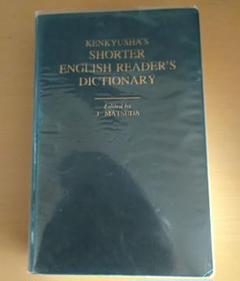 KENKYUSHA'S
SHORTER
ENGLISH READER'S
DICTIONARY
Edited by
T. MATSUDA